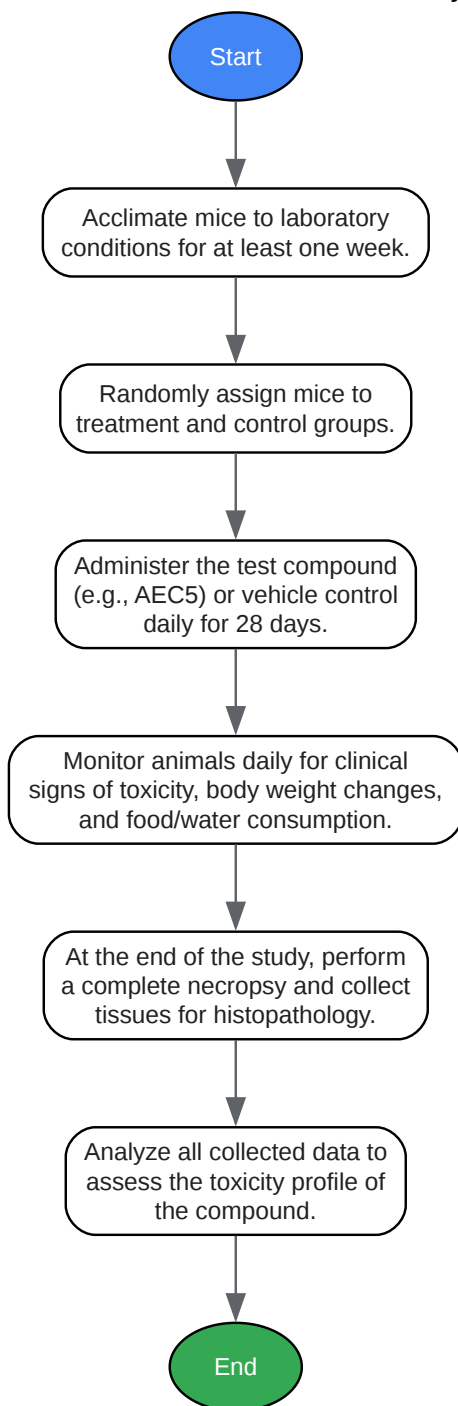 Start
Acclimate mice to laboratory
conditions for at least one week.
Randomly assign mice to
treatment and control groups.
Administer the test compound
(e.g., AEC5) or vehicle control
daily for 28 days.
Monitor animals daily for clinical
signs of toxicity, body weight changes,
and food/water consumption.
At the end of the study, perform
a complete necropsy and collect
tissues for histopathology.
Analyze all collected data to
assess the toxicity profile of
the compound.
End